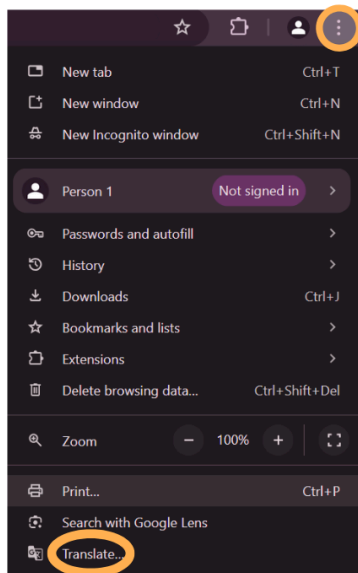 New tab Ctrl+T
New window Ctrl+N
New Incognito window Ctrl+Shift+N
Person 1 Not signed in
Passwords and autofill
History
Downloads Ctrl+J
Bookmarks and lists
Extensions
Delete browsing data... Ctrl+Shift+Del
Zoom − 100% +
Print... Ctrl+P
Search with Google Lens
Translate...